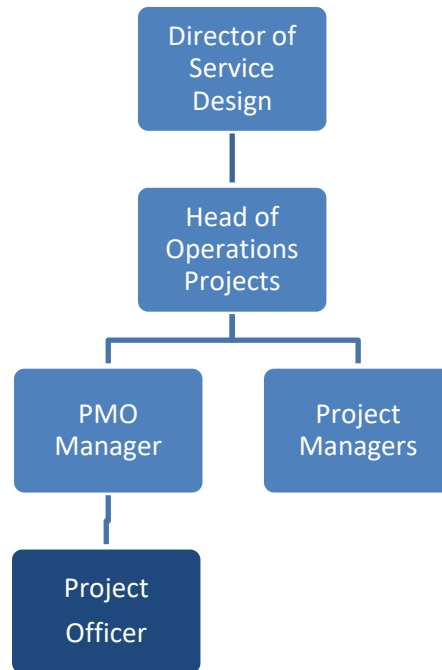 Director of
Service
Design
Head of
Operations
Projects
PMO
Manager
Project
Managers
Project
Officer